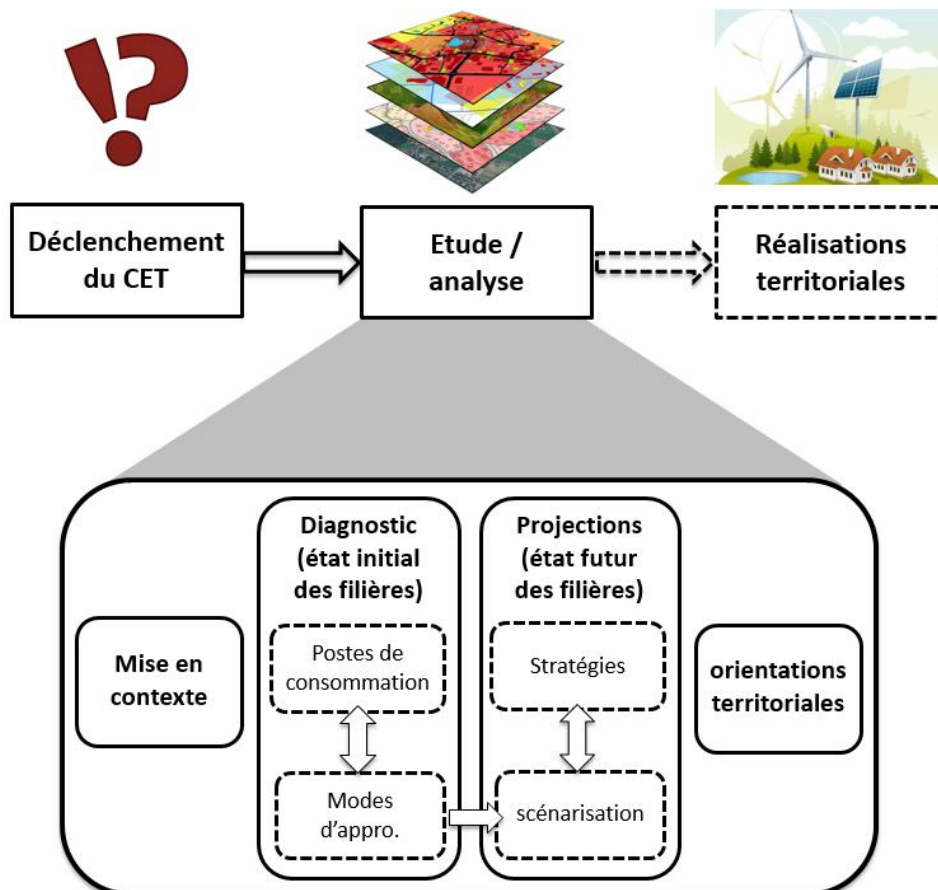 !?
Déclenchement
du CET
Etude /
analyse
Réalisations
territoriales
Mise en
contexte
Diagnostic
(état initial
des filières)
Postes de
consommation
Modes
d'appro.
Projections
(état futur
des filières)
Stratégies
scénarisation
orientations
territoriales